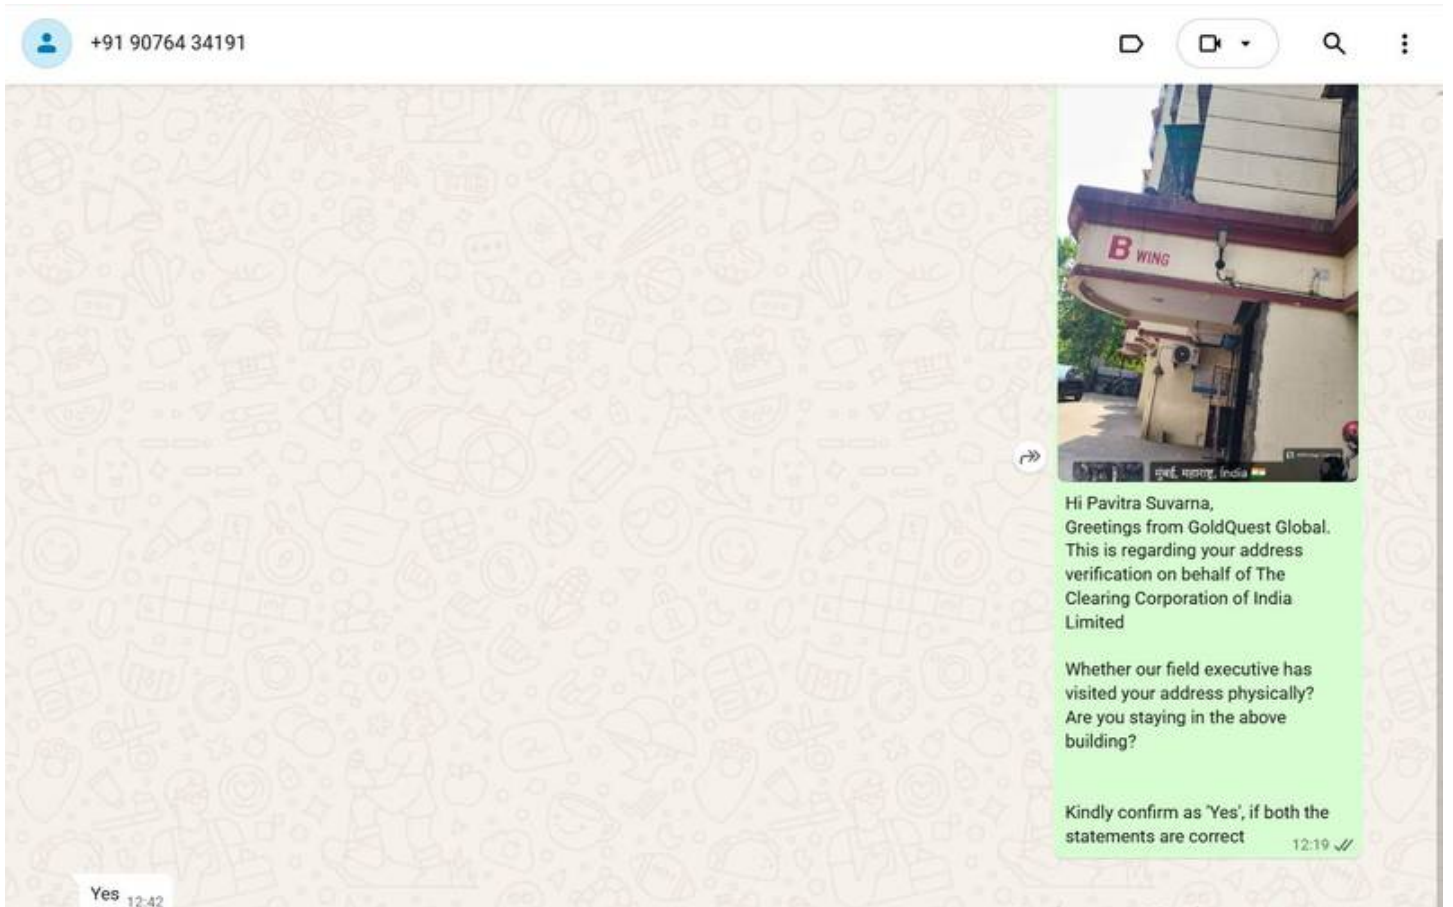 +91 90764 34191
B WING
मुंबई, महाराष्ट्र, India
Hi Pavitra Suvarna,
Greetings from GoldQuest Global.
This is regarding your address
verification on behalf of The
Clearing Corporation of India
Limited
Whether our field executive has
visited your address physically?
Are you staying in the above
building?
Kindly confirm as 'Yes', if both the
statements are correct
12:19
Yes 12:42